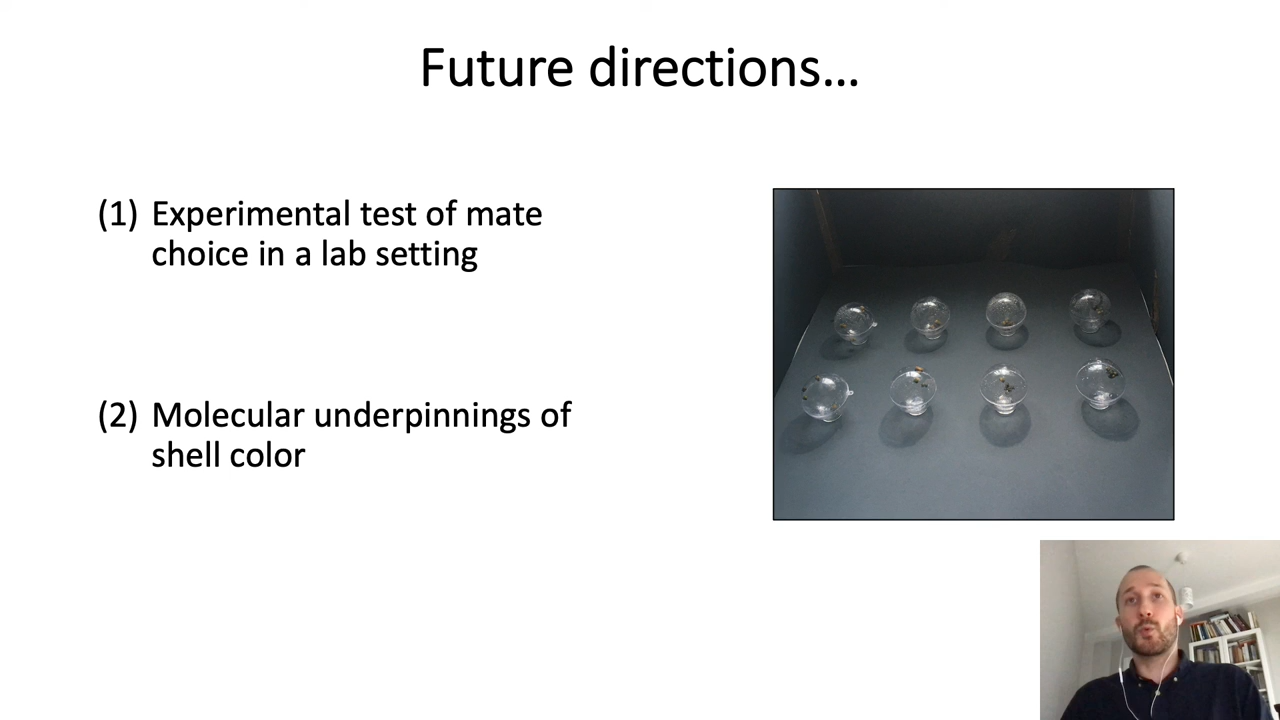 Future directions…
(1) Experimental test of mate
choice in a lab setting
(2) Molecular underpinnings of
shell color